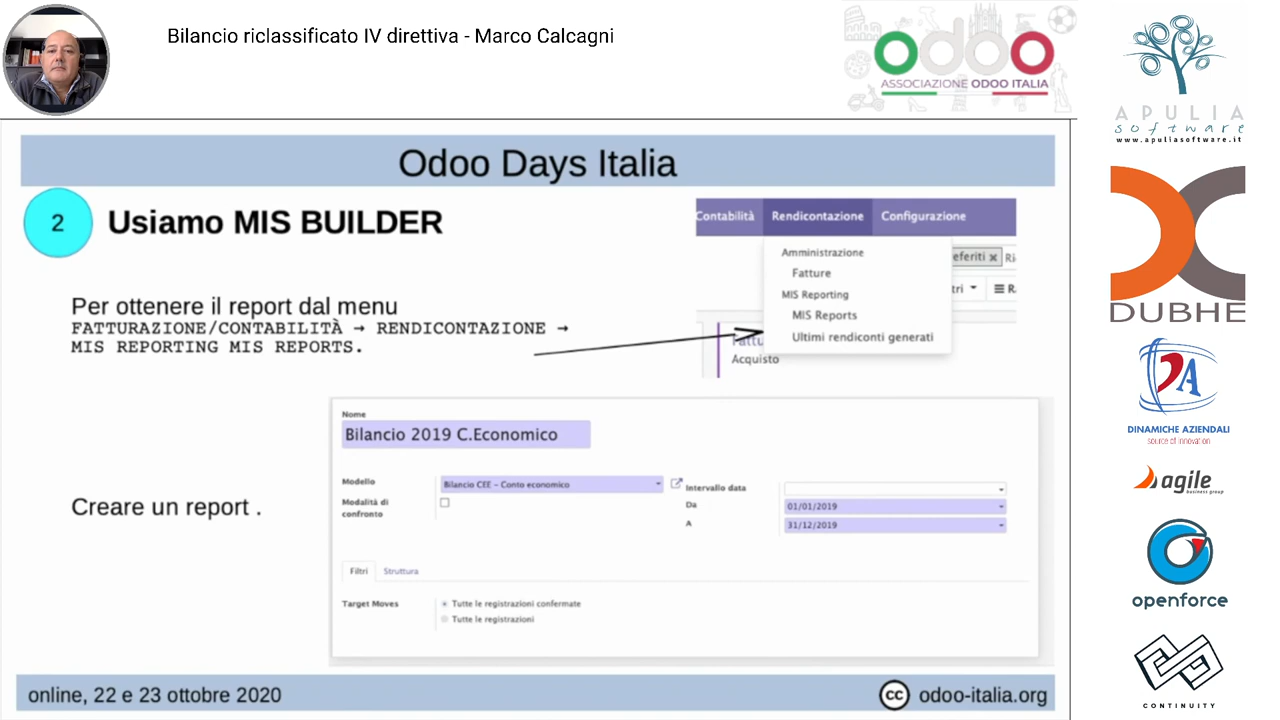 Bilancio riclassificato IV direttiva - Marco Calcagni
odoo
ASSOCIAZIONE ODOO ITALIA
APULIA
software
www.apuliasoftware.it
Odoo Days Italia
2
Usiamo MIS BUILDER
Contabilità Rendicontazione Configurazione
Amministrazione
Fatture
MIS Reporting
MIS Reports
Ultimi rendiconti generati
eferiti x
Acquisto
Per ottenere il report dal menu
FATTURAZIONE/CONTABILITÀ → RENDICONTAZIONE →
MIS REPORTING MIS REPORTS.
Nome
Bilancio 2019 C.Economico
Modello Bilancio CEE – Conto economico
Modalità di
confronto
Intervallo data
Da 01/01/2019
A 31/12/2019
Filtri Struttura
Target Moves Tutte le registrazioni confermate
Tutte le registrazioni
Creare un report .
online, 22 e 23 ottobre 2020
cc odoo-italia.org
DUBHE
DA
DINAMICHE AZIENDALI
source of innovation
agile
business group
openforce
CONTINUITY